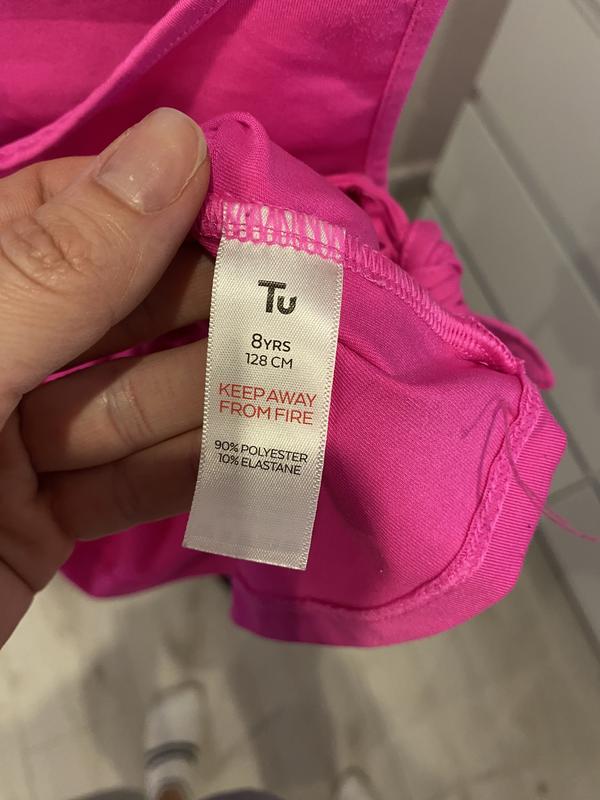 Tu
8YRS
128 CM
KEEP AWAY
FROM FIRE
90% POLYESTER
10% ELASTANE